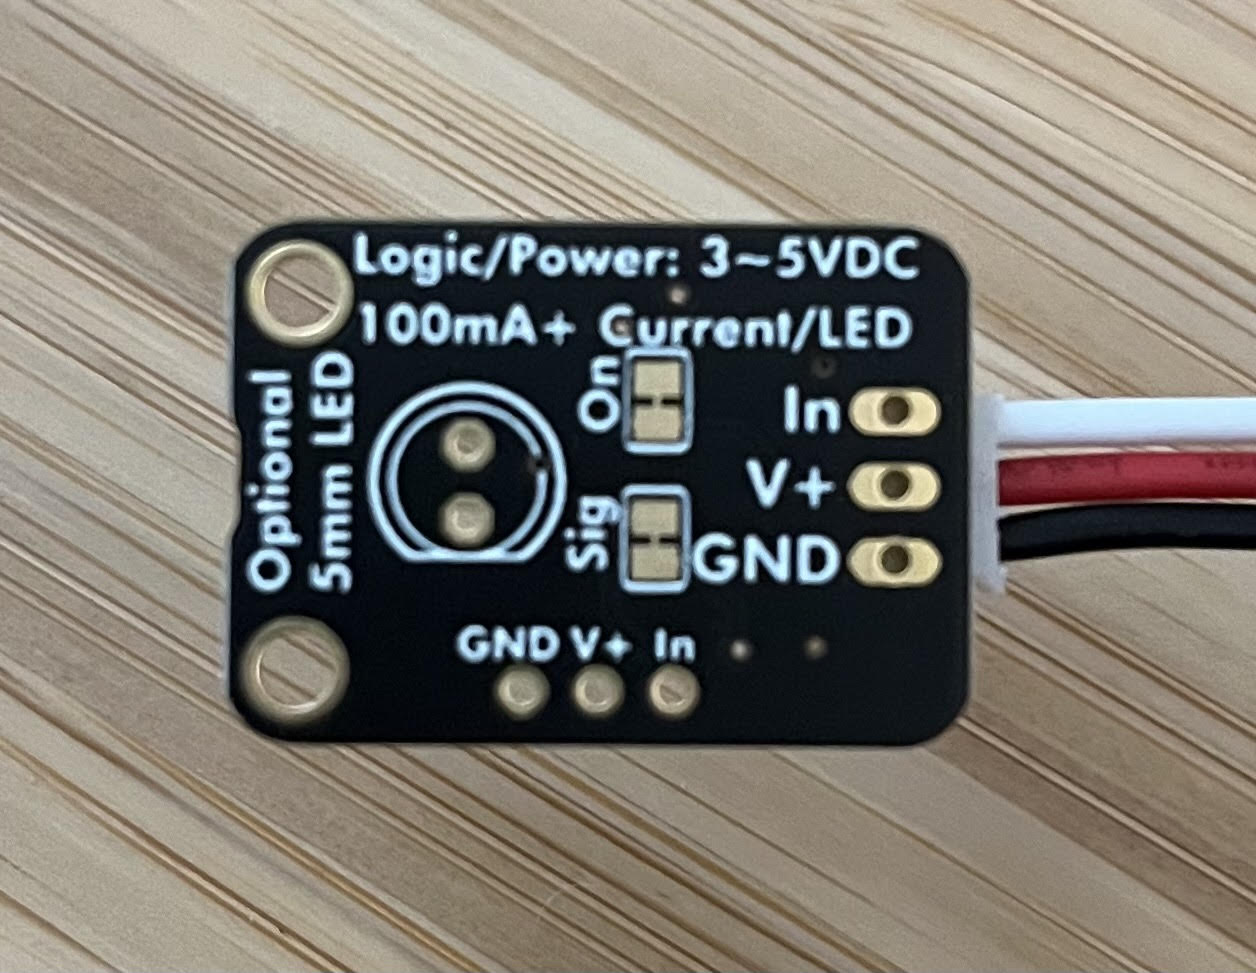 Logic/Power: 3~5VDC
100mA+ Current/LED
Optional
5mm LED
On
Sig
In
V+
GND
GND V+ In